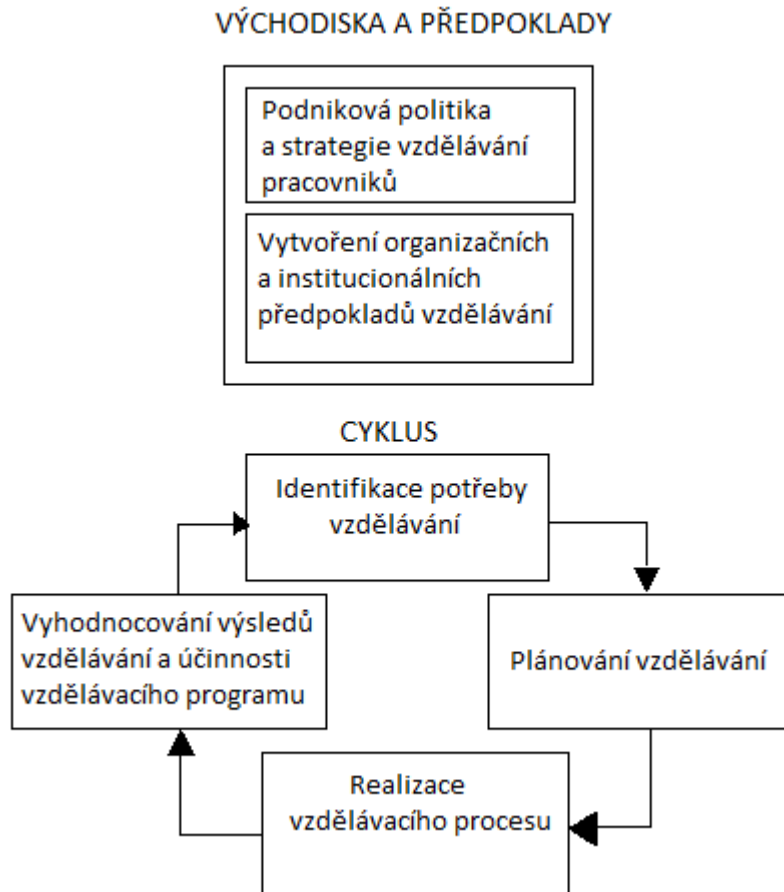 VÝCHODISKA A PŘEDPOKLADY
Podniková politika
a strategie vzdělávání
pracovníků
Vytvoření organizačních
a institucionálních
předpokladů vzdělávání
CYKLUS
Identifikace potřeby
vzdělávání
Vyhodnocování výsledů
vzdělávání a účinnosti
vzdělávacího programu
Plánování vzdělávání
Realizace
vzdělávacího procesu